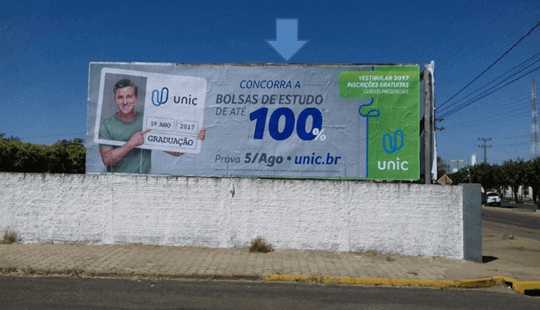 unic
1º ANO 2017
GRADUAÇÃO
CONCORRA A
BOLSAS DE ESTUDO
DE ATÉ 100%
Prova 5/Ago • unic.br
VESTIBULAR 2017
INSCRIÇÕES GRATUITAS
CURSOS PRESENCIAIS
unic